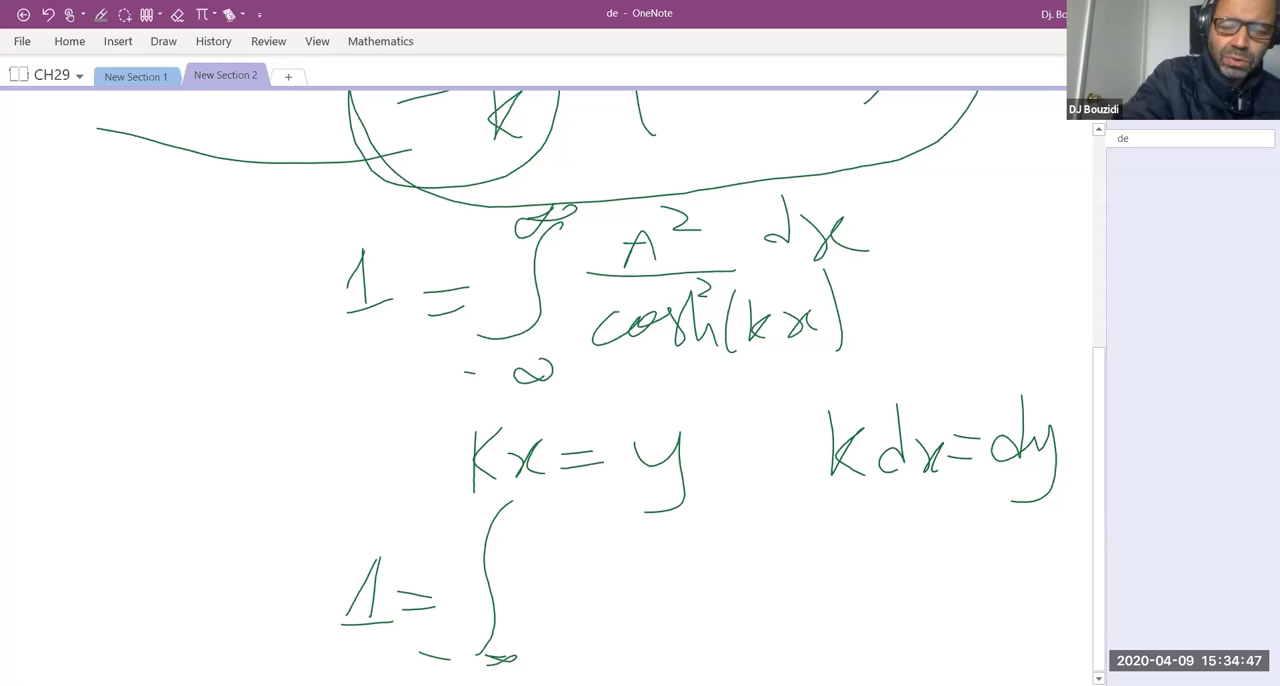 de - OneNote
Dj. Bo
File Home Insert Draw History Review View Mathematics
CH29 New Section 1 New Section 2 +
DJ Bouzidi
de
k (
1 = ∫_{-∞}^{∞} A² / cosh²(kx) dx
kx = y kdx = dy
1 = ∫_{-∞}
2020-04-09 15:34:47